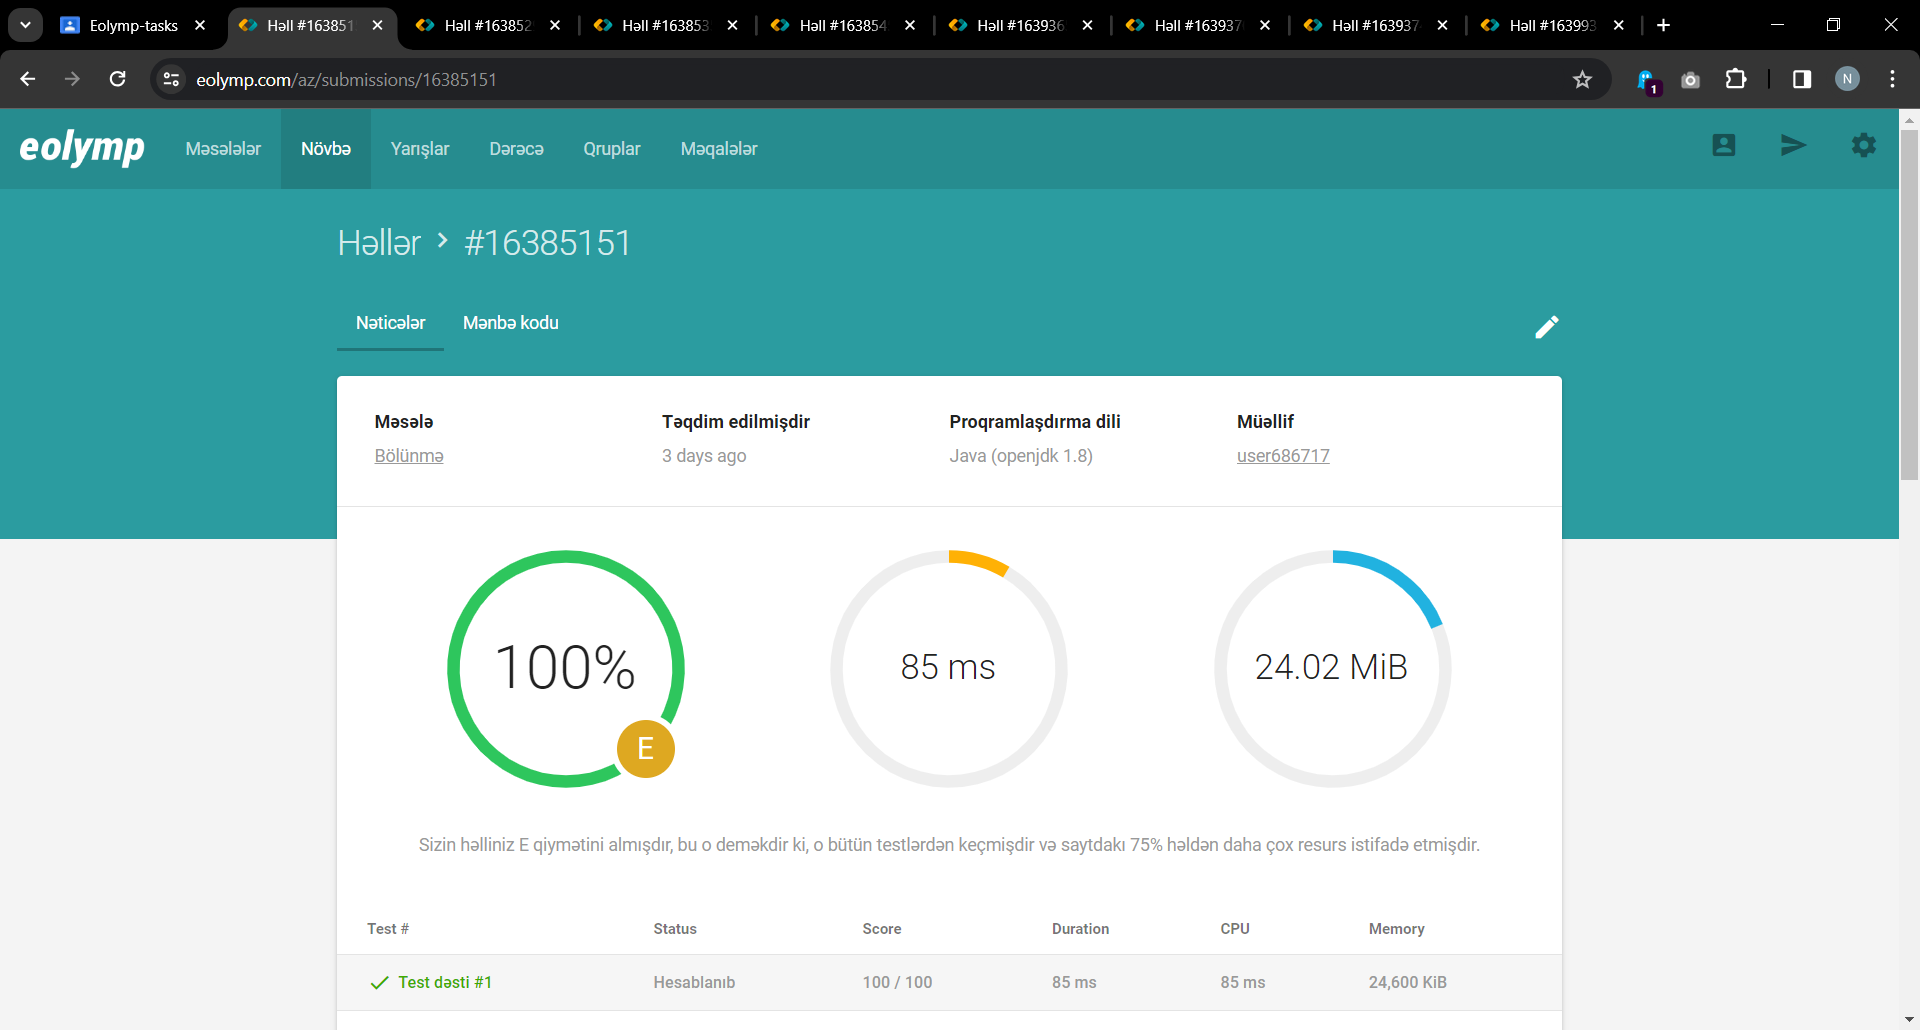 Eolymp-tasks
Həll #1638515
Həll #163852
Həll #163853
Həll #163854
Həll #163936
Həll #163937
Həll #163937
Həll #163993
eolymp.com/az/submissions/16385151
1
N
eolymp
Məsələlər
Növbə
Yarışlar
Dərəcə
Qruplar
Məqalələr
Həllər > #16385151
Nəticələr
Mənbə kodu
Məsələ
Təqdim edilmişdir
Proqramlaşdırma dili
Müəllif
Bölünmə
3 days ago
Java (openjdk 1.8)
user686717
100%
E
85 ms
24.02 MiB
Sizin həlliniz E qiymətini almışdır, bu o deməkdir ki, o bütün testlərdən keçmişdir və saytdakı 75% həldən daha çox resurs istifadə etmişdir.
Test #
Status
Score
Duration
CPU
Memory
Test dəsti #1
Hesablanıb
100 / 100
85 ms
85 ms
24,600 KiB